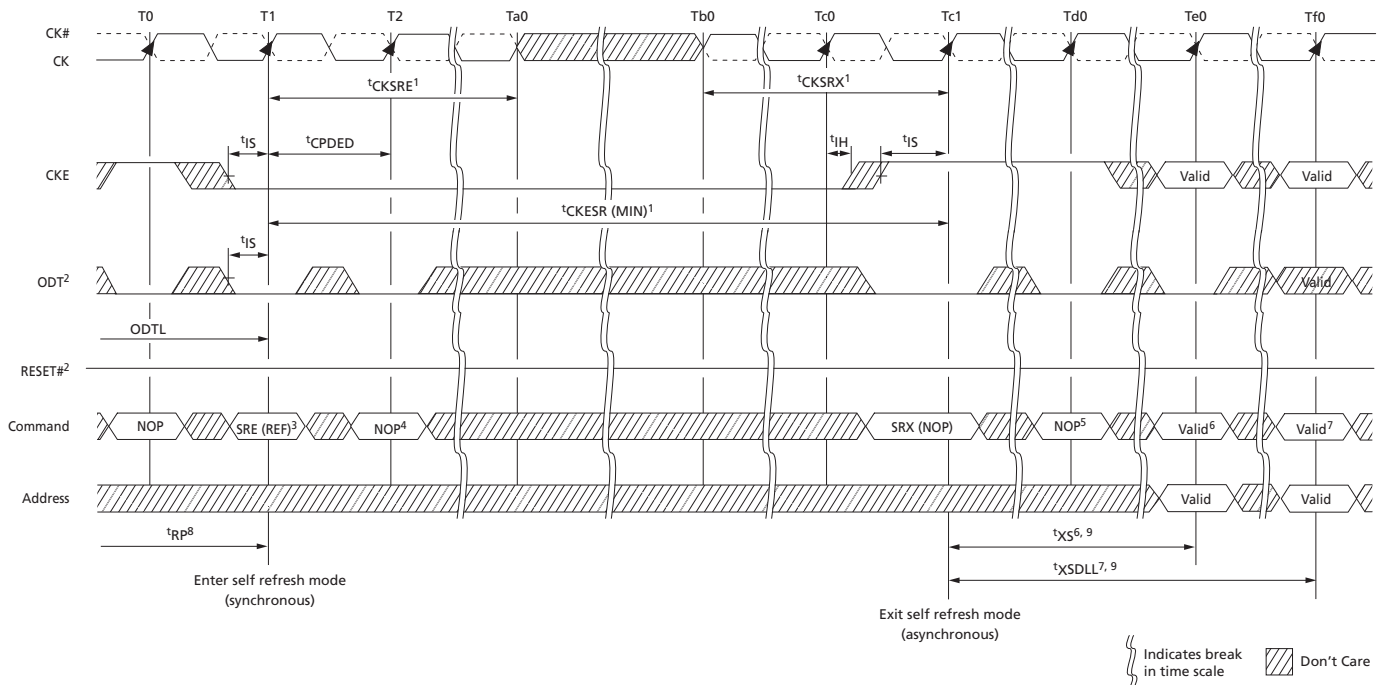 T0 T1 T2 Ta0 Tb0 Tc0 Tc1 Td0 Te0 Tf0
CK#
CK
tCKSRE1 tCKSRX1
tIS tCPDED tIH tIS
CKE Valid Valid
tCKESR (MIN)1
tIS
ODT2 Valid
ODTL
RESET#2
Command NOP SRE (REF)3 NOP4 SRX (NOP) NOP5 Valid6 Valid7
Address Valid Valid
tRP8 tXS6, 9
Enter self refresh mode
(synchronous)
tXSDLL7, 9
Exit self refresh mode
(asynchronous)
Indicates break
in time scale
Don't Care